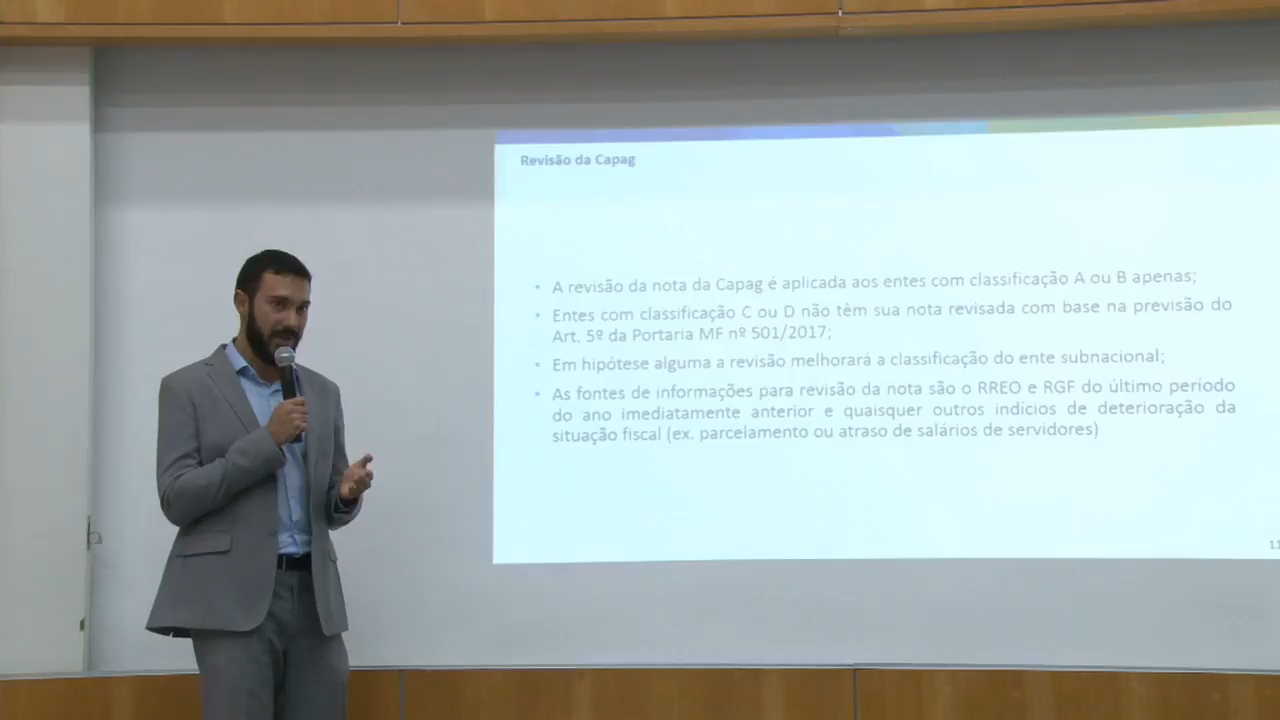 Revisão da Capag
• A revisão da nota da Capag é aplicada aos entes com classificação A ou B apenas;
• Entes com classificação C ou D não têm sua nota revisada com base na previsão do
Art. 5º da Portaria MF nº 501/2017;
• Em hipótese alguma a revisão melhorará a classificação do ente subnacional;
• As fontes de informações para revisão da nota são o RREO e RGF do último período
do ano imediatamente anterior e quaisquer outros indícios de deterioração da
situação fiscal (ex. parcelamento ou atraso de salários de servidores)
11